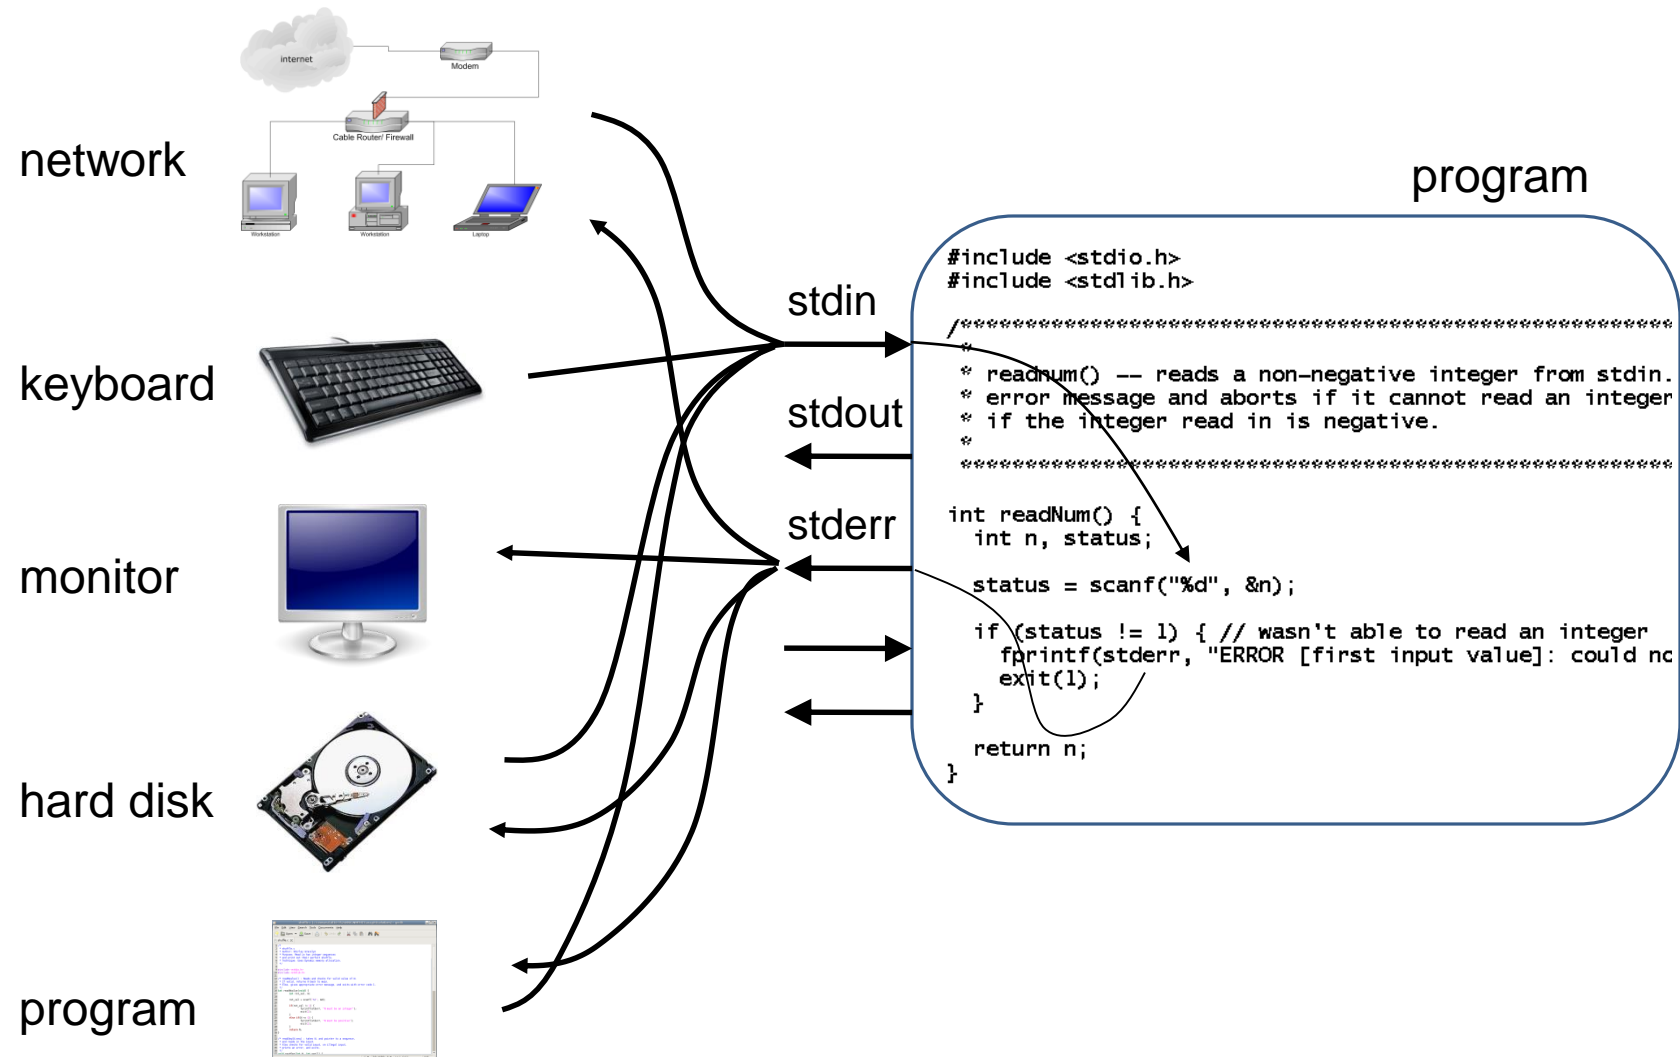 internet
Modem
Cable Router/ Firewall
Workstation
Workstation
Laptop
network
keyboard
monitor
hard disk
program
stdin
stdout
stderr
program
#include <stdio.h>
#include <stdlib.h>
/*******************************************************
*
* readnum() -- reads a non-negative integer from stdin.
* error message and aborts if it cannot read an integer
* if the integer read in is negative.
*
*******************************************************
int readNum() {
int n, status;
status = scanf("%d", &n);
if (status != 1) { // wasn't able to read an integer
fprintf(stderr, "ERROR [first input value]: could no
exit(1);
}
return n;
}